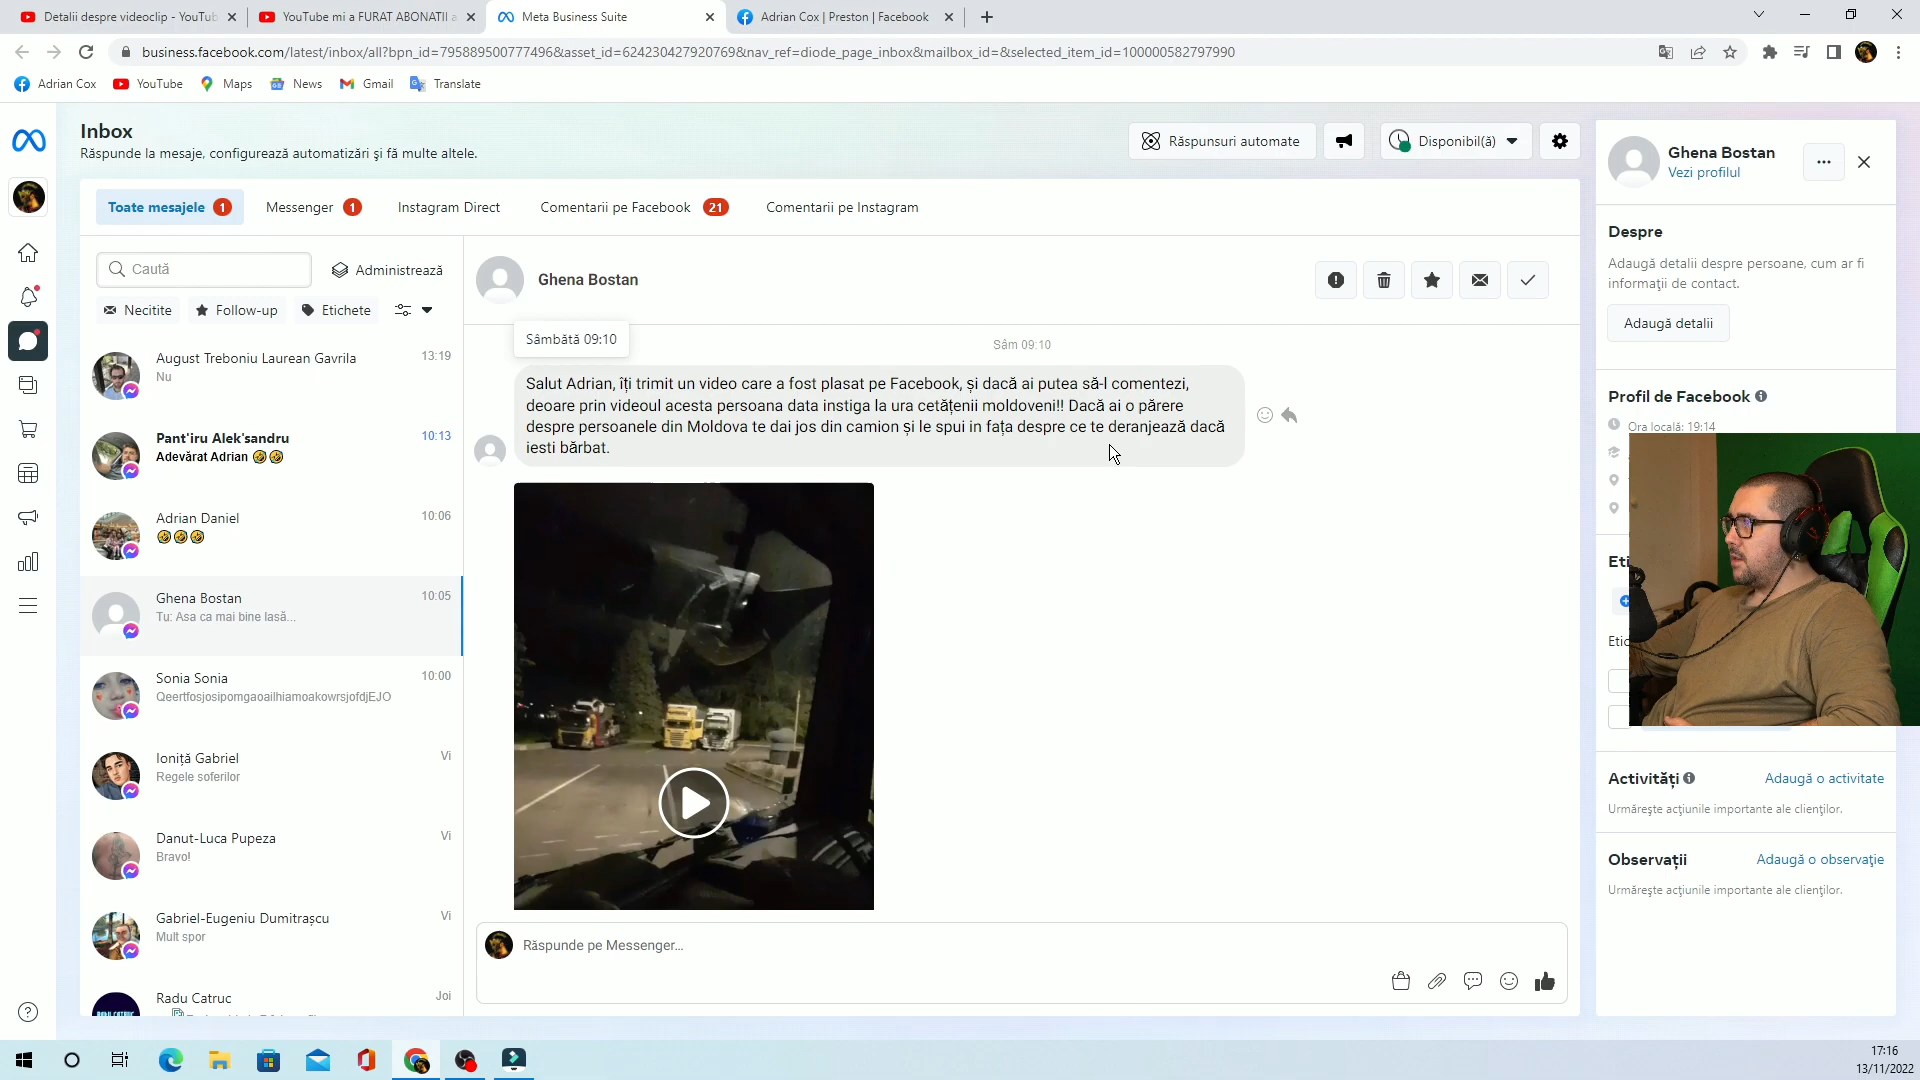 Detalii despre videoclip - YouTub
YouTube mi a FURAT ABONATII a
Meta Business Suite
Adrian Cox | Preston | Facebook
business.facebook.com/latest/inbox/all?bpn_id=795889500777496&asset_id=624230427920769&nav_ref=diode_page_inbox&mailbox_id=&selected_item_id=100000582797990
Adrian Cox
YouTube
Maps
News
Gmail
Translate
Inbox
Răspunde la mesaje, configurează automatizări și fă multe altele.
Răspunsuri automate
Disponibil(ă)
Toate mesajele 1
Messenger 1
Instagram Direct
Comentarii pe Facebook 21
Comentarii pe Instagram
Caută
Administrează
Necitite
Follow-up
Etichete
August Treboniu Laurean Gavrila 13:19
Nu
Pant'iru Alek'sandru 10:13
Adevărat Adrian 🤣🤣
Adrian Daniel 10:06
🤣🤣🤣
Ghena Bostan 10:05
Tu: Asa ca mai bine lasă...
Sonia Sonia 10:00
QeertfosjosipomgaoailhiamoakowrsjofdjEJO
Ioniță Gabriel Vi
Regele soferilor
Danut-Luca Pupeza Vi
Bravo!
Gabriel-Eugeniu Dumitrașcu Vi
Mult spor
Radu Catruc Joi
Ghena Bostan
Sâmbătă 09:10
Sâm 09:10
Salut Adrian, îți trimit un video care a fost plasat pe Facebook, și dacă ai putea să-l comentezi,
deoare prin videoul acesta persoana data instiga la ura cetățenii moldoveni!! Dacă ai o părere
despre persoanele din Moldova te dai jos din camion și le spui in fața despre ce te deranjează dacă
iesti bărbat.
Răspunde pe Messenger...
Ghena Bostan
Vezi profilul
Despre
Adaugă detalii despre persoane, cum ar fi
informații de contact.
Adaugă detalii
Profil de Facebook
Ora locală: 19:14
Eti
Etic
Activități
Adaugă o activitate
Urmărește acțiunile importante ale clienților.
Observații
Adaugă o observație
Urmărește acțiunile importante ale clienților.
17:16
13/11/2022